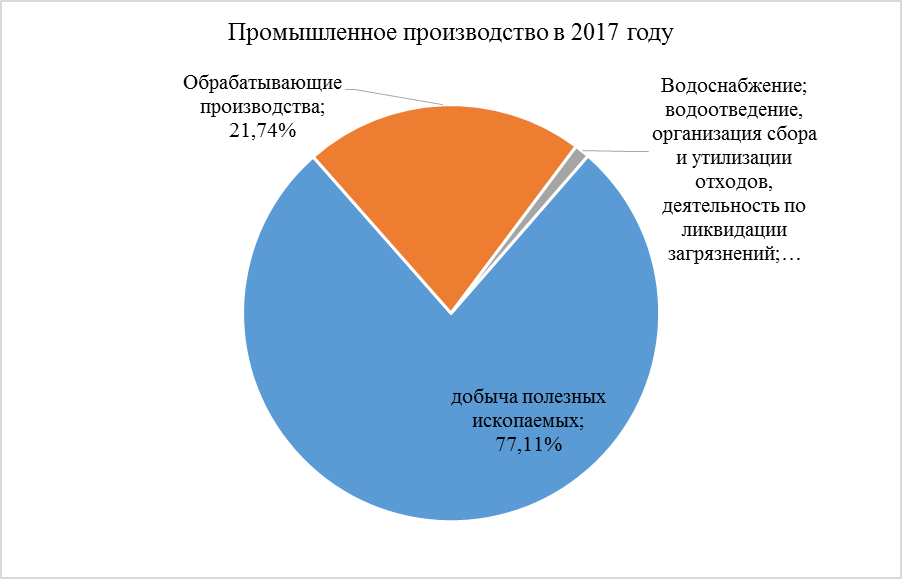 Промышленное производство в 2017 году
Обрабатывающие
производства;
21,74%
Водоснабжение;
водоотведение,
организация сбора
и утилизации
отходов,
деятельность по
ликвидации
загрязнений;…
добыча полезных
ископаемых;
77,11%